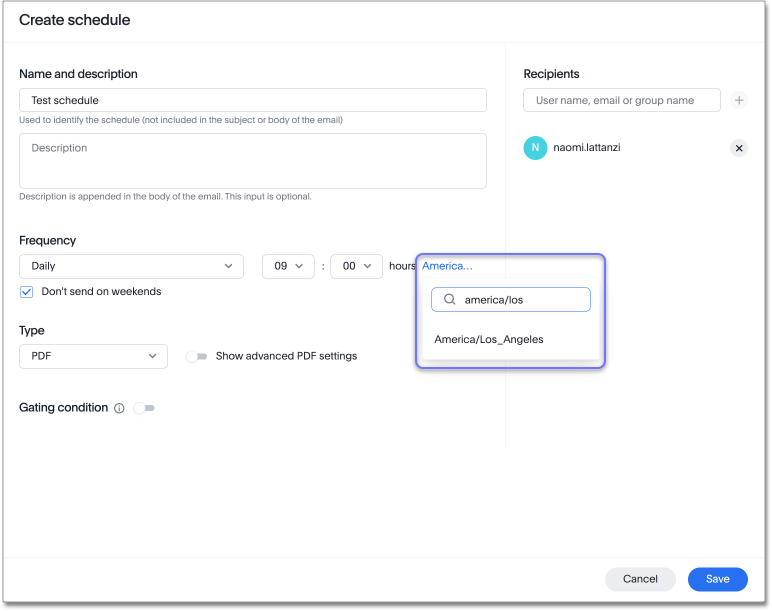 Create schedule
Name and description
Test schedule
Used to identify the schedule (not included in the subject or body of the email)
Description
Description is appended in the body of the email. This input is optional.
Frequency
Daily
09 : 00 hours America...
Don't send on weekends
america/los
America/Los_Angeles
Type
PDF
Show advanced PDF settings
Gating condition
Recipients
User name, email or group name
N naomi.lattanzi
Cancel
Save